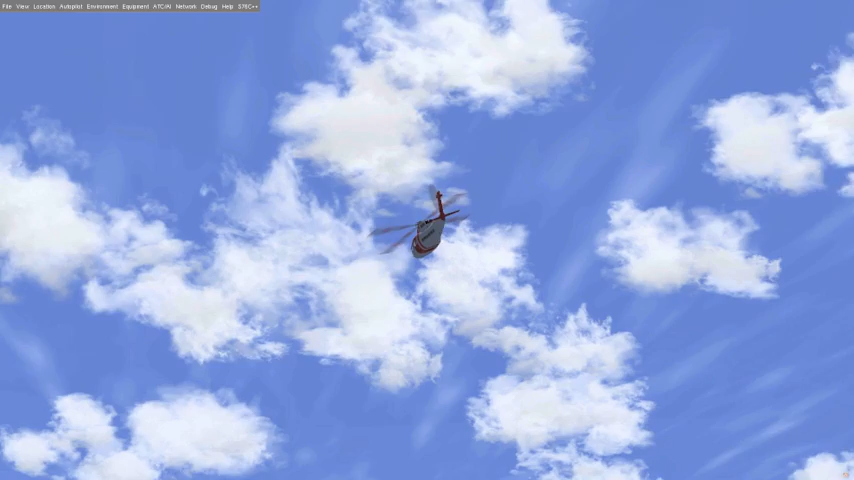 File View Location Autopilot Environment Equipment ATC/AI Network Debug Help S76C++